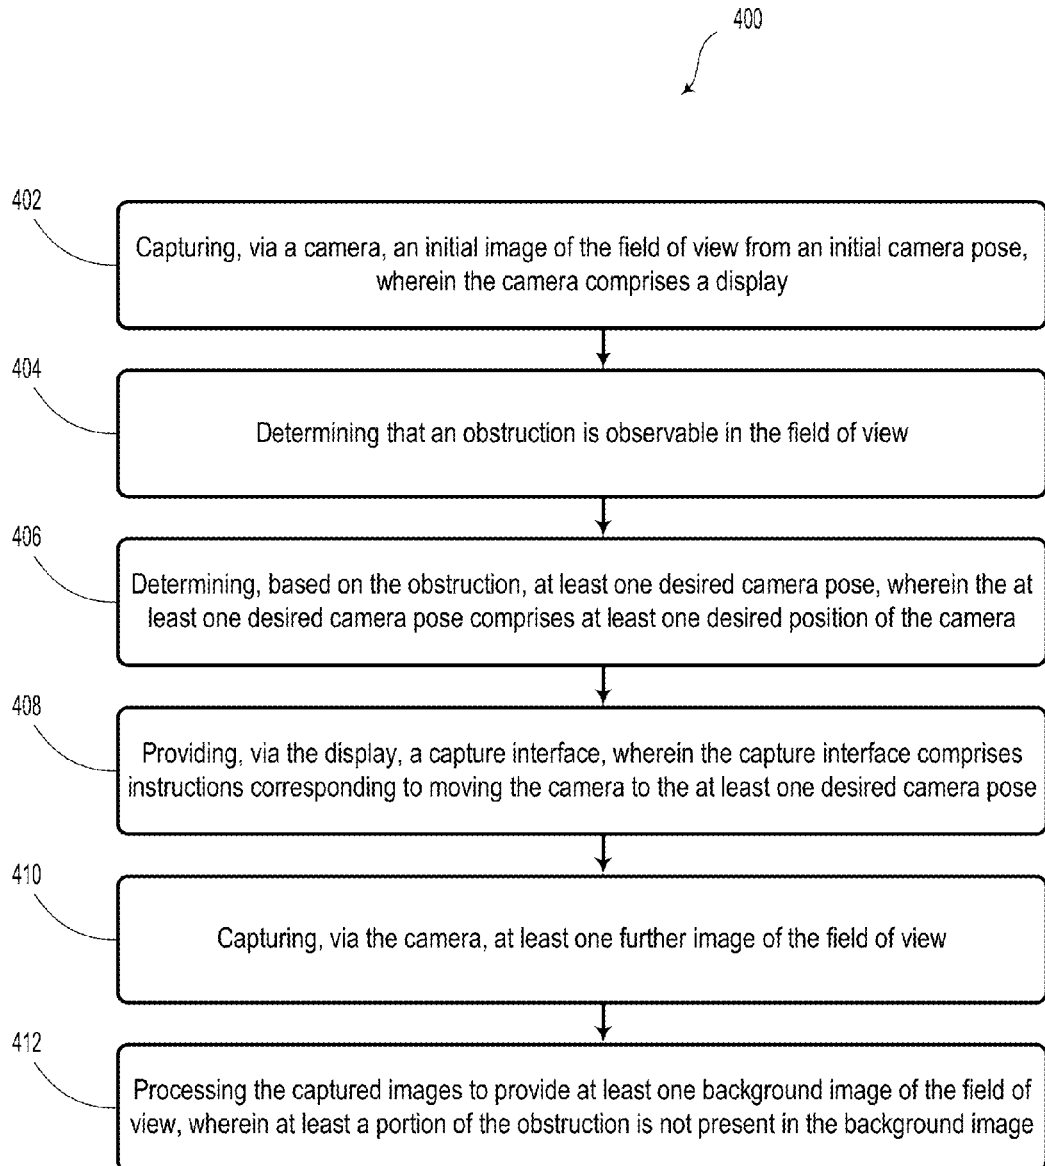 400
402
Capturing, via a camera, an initial image of the field of view from an initial camera pose,
wherein the camera comprises a display
404
Determining that an obstruction is observable in the field of view
406
Determining, based on the obstruction, at least one desired camera pose, wherein the at
least one desired camera pose comprises at least one desired position of the camera
408
Providing, via the display, a capture interface, wherein the capture interface comprises
instructions corresponding to moving the camera to the at least one desired camera pose
410
Capturing, via the camera, at least one further image of the field of view
412
Processing the captured images to provide at least one background image of the field of
view, wherein at least a portion of the obstruction is not present in the background image